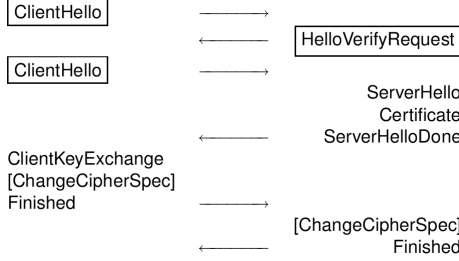 ClientHello
HelloVerifyRequest
ClientHello
ServerHello
Certificate
ServerHelloDone
ClientKeyExchange
[ChangeCipherSpec]
Finished
[ChangeCipherSpec]
Finished